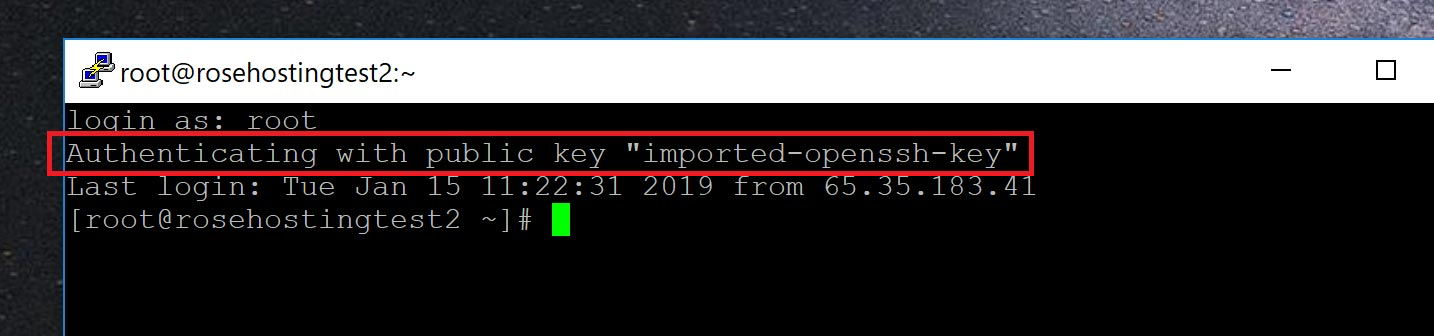 root@rosehostingtest2:~
login as: root
Authenticating with public key "imported-openssh-key"
Last login: Tue Jan 15 11:22:31 2019 from 65.35.183.41
[root@rosehostingtest2 ~]#